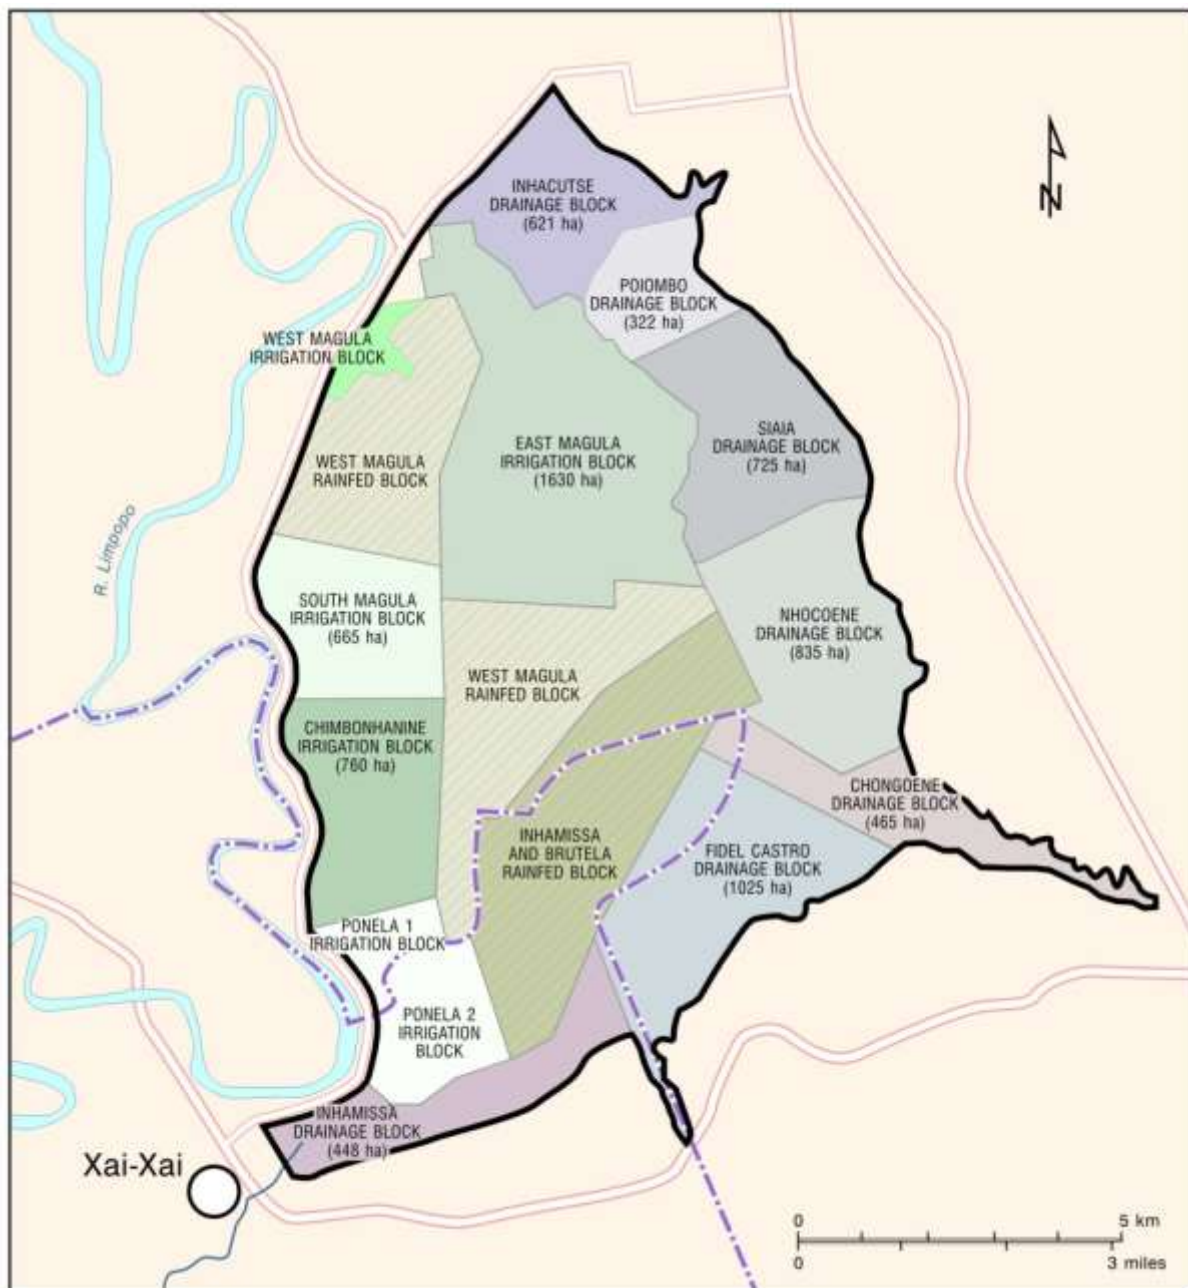 INHACUTSE
DRAINAGE BLOCK
(621 ha)
N
POIOMBO
DRAINAGE BLOCK
(322 ha)
WEST MAGULA
IRRIGATION BLOCK
SIAIA
DRAINAGE BLOCK
(725 ha)
EAST MAGULA
IRRIGATION BLOCK
(1630 ha)
WEST MAGULA
RAINFED BLOCK
R. Limpopo
SOUTH MAGULA
IRRIGATION BLOCK
(665 ha)
NHOCOENE
DRAINAGE BLOCK
(835 ha)
WEST MAGULA
RAINFED BLOCK
CHIMBONHANINE
IRRIGATION BLOCK
(760 ha)
CHONGOENE
DRAINAGE BLOCK
(465 ha)
INHAMISSA
AND BRUTELA
RAINFED BLOCK
FIDEL CASTRO
DRAINAGE BLOCK
(1025 ha)
PONELA 1
IRRIGATION BLOCK
PONELA 2
IRRIGATION
BLOCK
INHAMISSA
DRAINAGE BLOCK
(448 ha)
Xai-Xai
0 5 km
0 3 miles